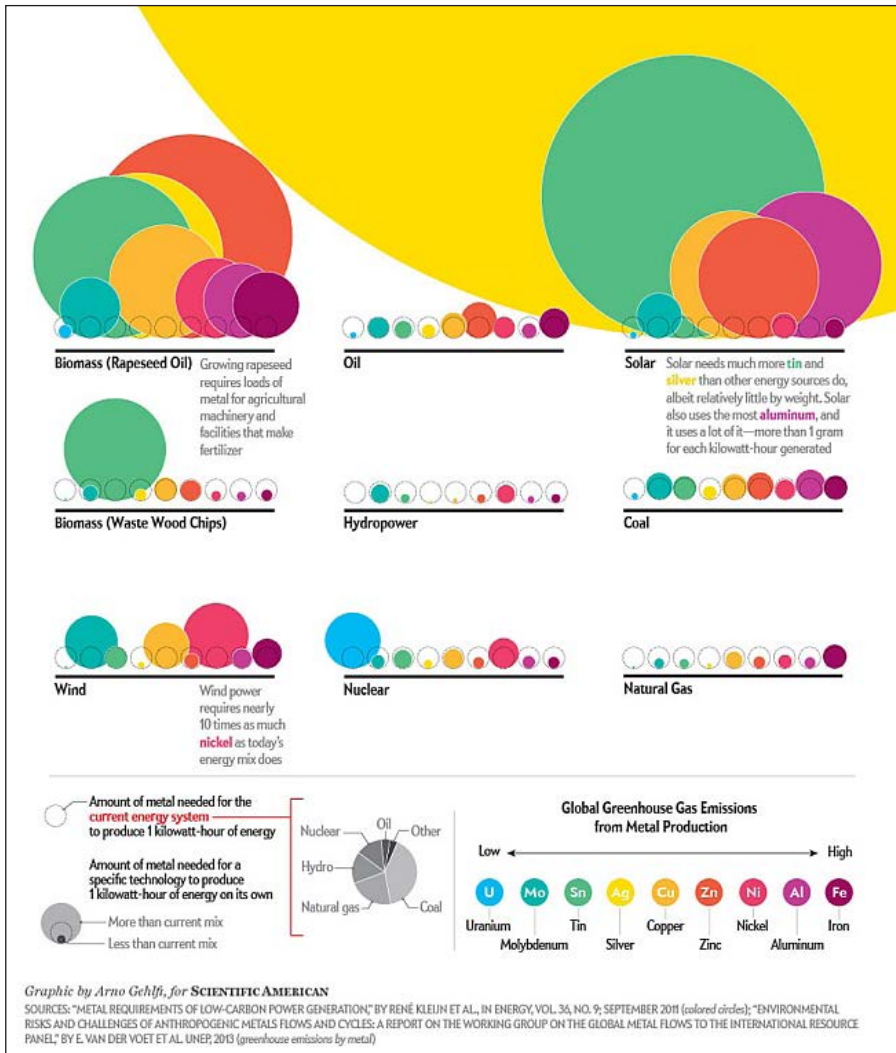 Biomass (Rapeseed Oil)
Growing rapeseed
requires loads of
metal for agricultural
machinery and
facilities that make
fertilizer
Oil
Solar
Solar needs much more tin and
silver than other energy sources do,
albeit relatively little by weight. Solar
also uses the most aluminum, and
it uses a lot of it—more than 1 gram
for each kilowatt-hour generated
Biomass (Waste Wood Chips)
Hydropower
Coal
Wind
Wind power
requires nearly
10 times as much
nickel as today's
energy mix does
Nuclear
Natural Gas
Amount of metal needed for the
current energy system
to produce 1 kilowatt-hour of energy
Amount of metal needed for a
specific technology to produce
1 kilowatt-hour of energy on its own
More than current mix
Less than current mix
Oil
Nuclear
Other
Hydro
Natural gas
Coal
Global Greenhouse Gas Emissions
from Metal Production
Low
High
U
Mo
Sn
Ag
Cu
Zn
Ni
Al
Fe
Uranium
Tin
Copper
Nickel
Iron
Molybdenum
Silver
Zinc
Aluminum
Graphic by Arno Gehlfi, for SCIENTIFIC AMERICAN
SOURCES: "METAL REQUIREMENTS OF LOW-CARBON POWER GENERATION," BY RENÉ KLEIJN ET AL., IN ENERGY, VOL. 36, NO. 9; SEPTEMBER 2011 (colored circles); "ENVIRONMENTAL
RISKS AND CHALLENGES OF ANTHROPOGENIC METALS FLOWS AND CYCLES: A REPORT ON THE WORKING GROUP ON THE GLOBAL METAL FLOWS TO THE INTERNATIONAL RESOURCE
PANEL," BY E. VAN DER VOET ET AL. UNEP, 2013 (greenhouse emissions by metal)